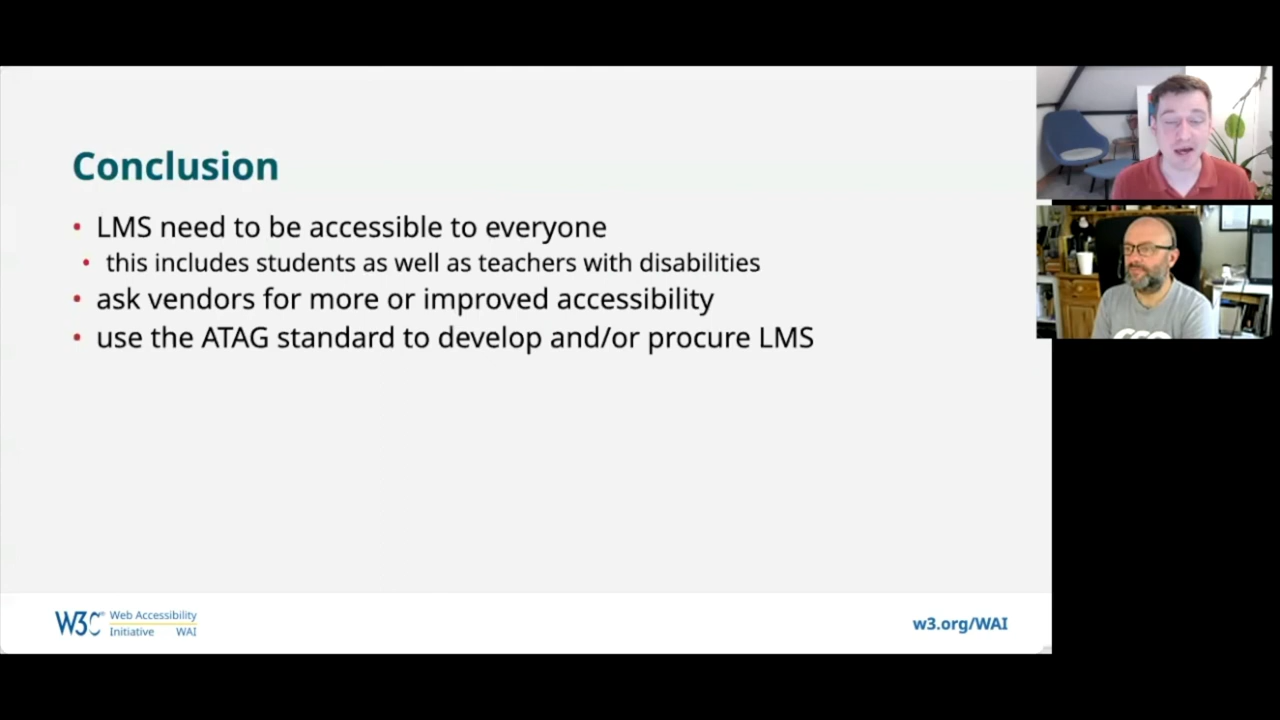 Conclusion
• LMS need to be accessible to everyone
• this includes students as well as teachers with disabilities
• ask vendors for more or improved accessibility
• use the ATAG standard to develop and/or procure LMS
W3C® Web Accessibility
Initiative WAI
w3.org/WAI